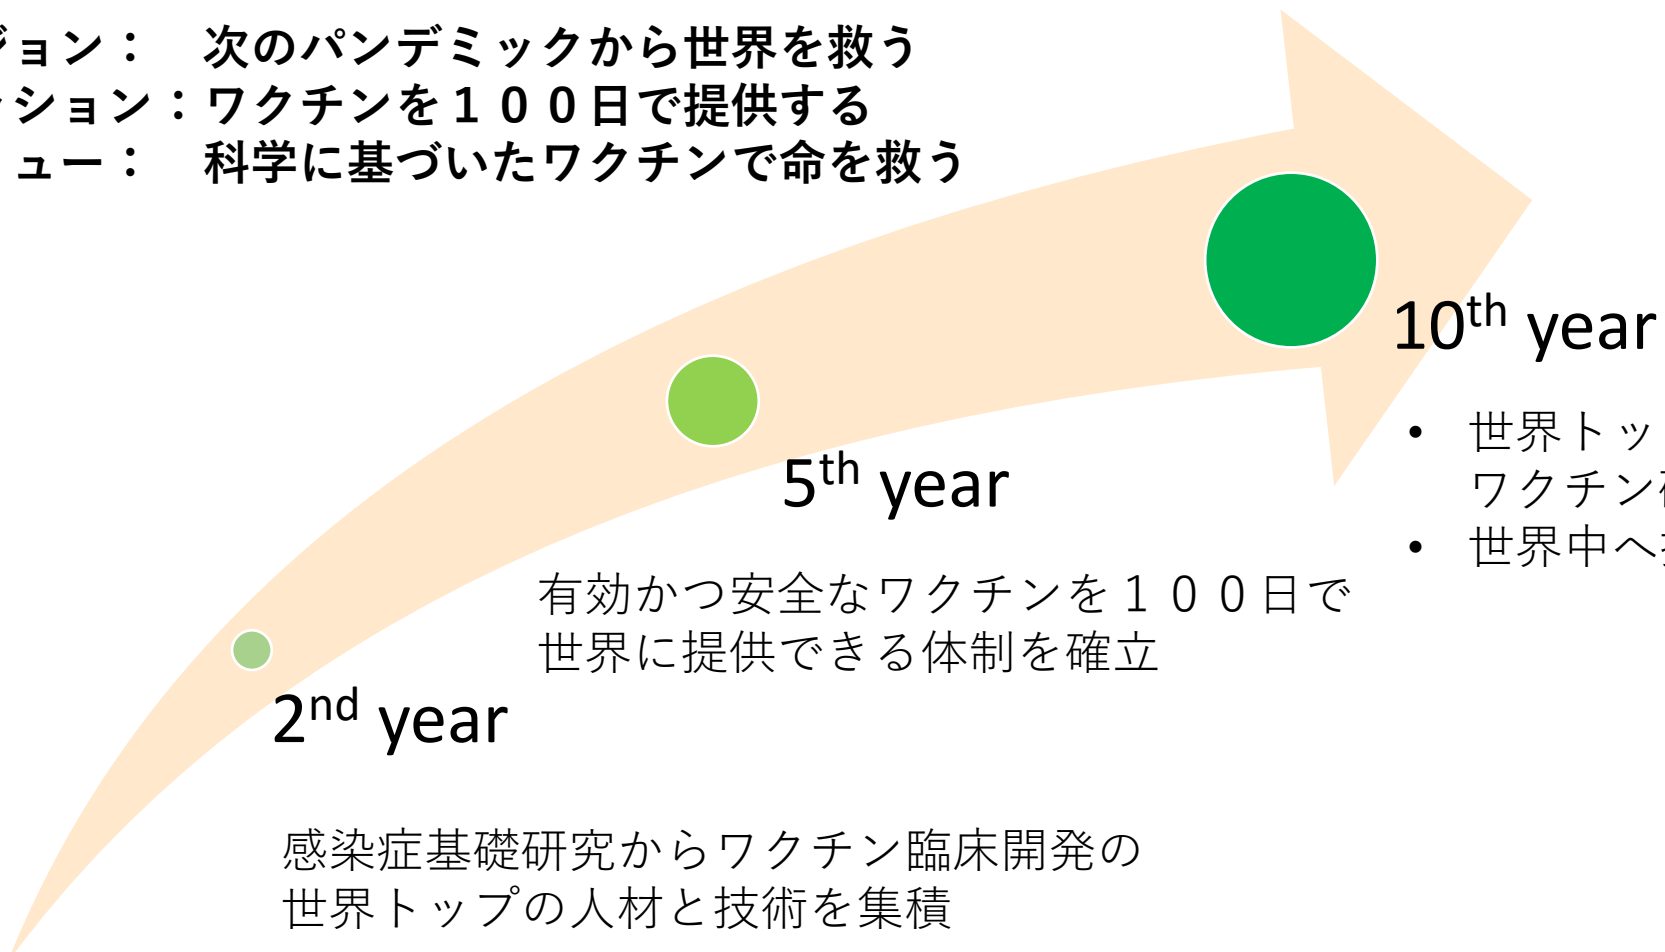 ジョン：　次のパンデミックから世界を救う
ッション：ワクチンを１００日で提供する
ュー：　科学に基づいたワクチンで命を救う
10th year
• 世界トッ
ワクチン
• 世界中へ
5th year
有効かつ安全なワクチンを１００日で
世界に提供できる体制を確立
2nd year
感染症基礎研究からワクチン臨床開発の
世界トップの人材と技術を集積